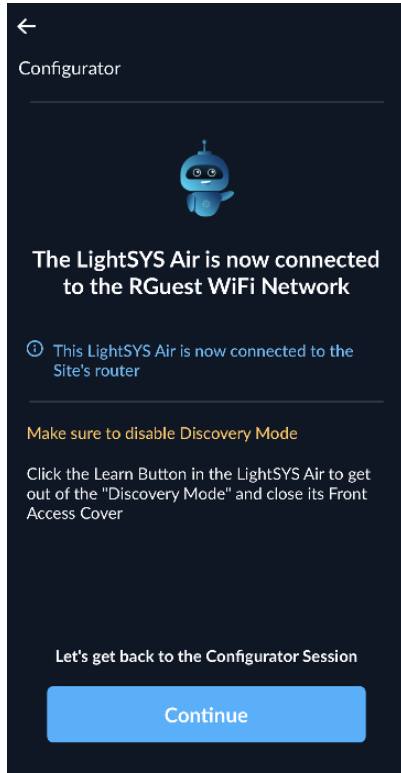 Configurator
The LightSYS Air is now connected
to the RGuest WiFi Network
This LightSYS Air is now connected to the
Site's router
Make sure to disable Discovery Mode
Click the Learn Button in the LightSYS Air to get
out of the "Discovery Mode" and close its Front
Access Cover
Let's get back to the Configurator Session
Continue